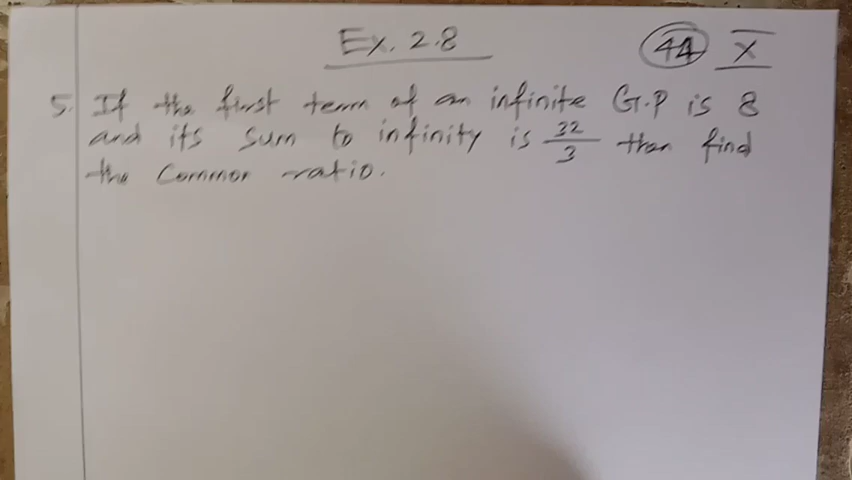 Ex. 2.8
44 X
5. If the first term of an infinite G.P is 8
and its sum to infinity is 32/3 then find
the common ratio.